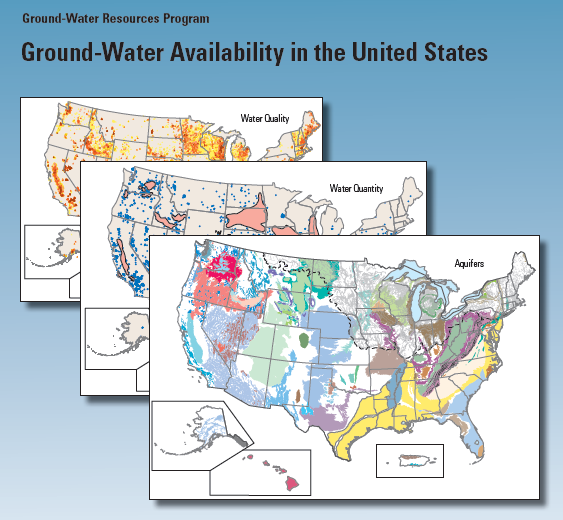 Ground-Water Resources Program
Ground-Water Availability in the United States
Water Quality
Water Quantity
Aquifers